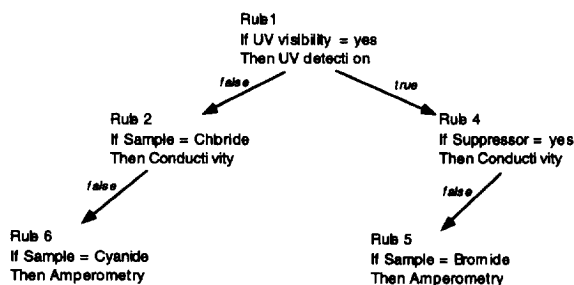 Rule1
If UV visibility = yes
Then UV detection
false
true
Rule 2
If Sample = Chloride
Then Conductivity
Rule 4
If Suppressor = yes
Then Conductivity
false
false
Rule 6
If Sample = Cyanide
Then Amperometry
Rule 5
If Sample = Bromide
Then Amperometry